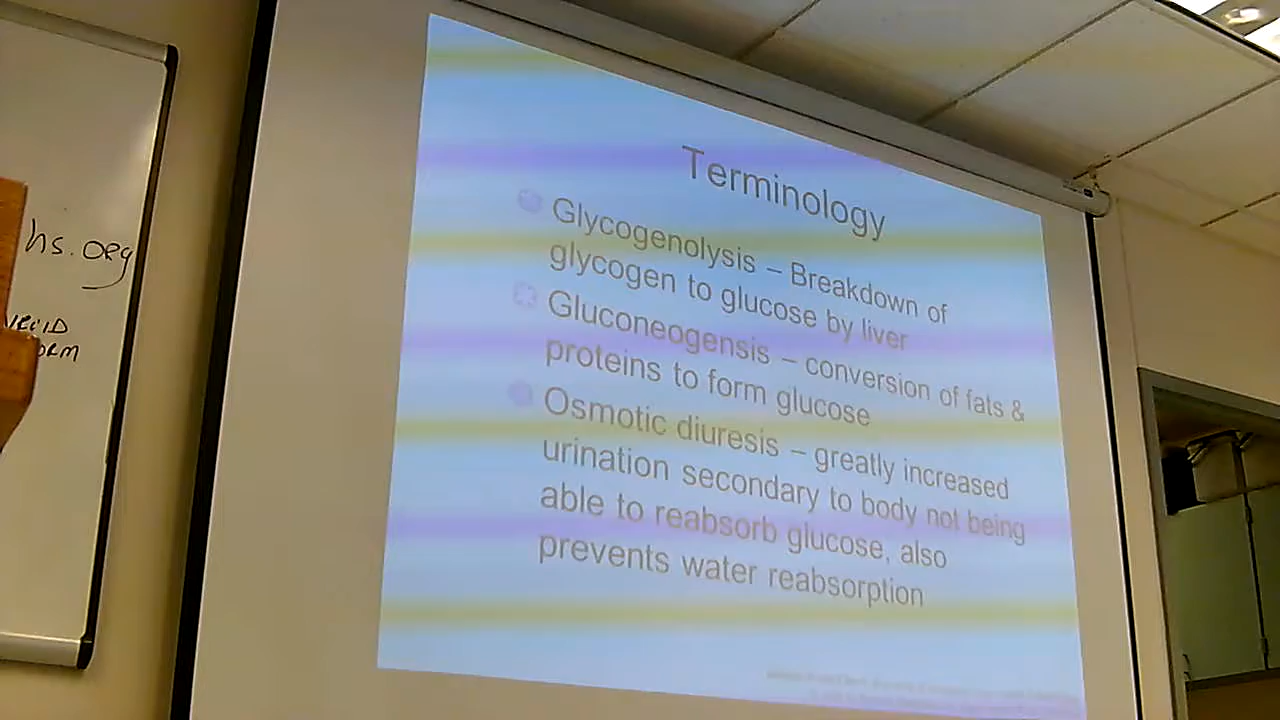 hs.org
Terminology
Glycogenolysis – Breakdown of
glycogen to glucose by liver
Gluconeogensis – conversion of fats &
proteins to form glucose
Osmotic diuresis – greatly increased
urination secondary to body not being
able to reabsorb glucose, also
prevents water reabsorption